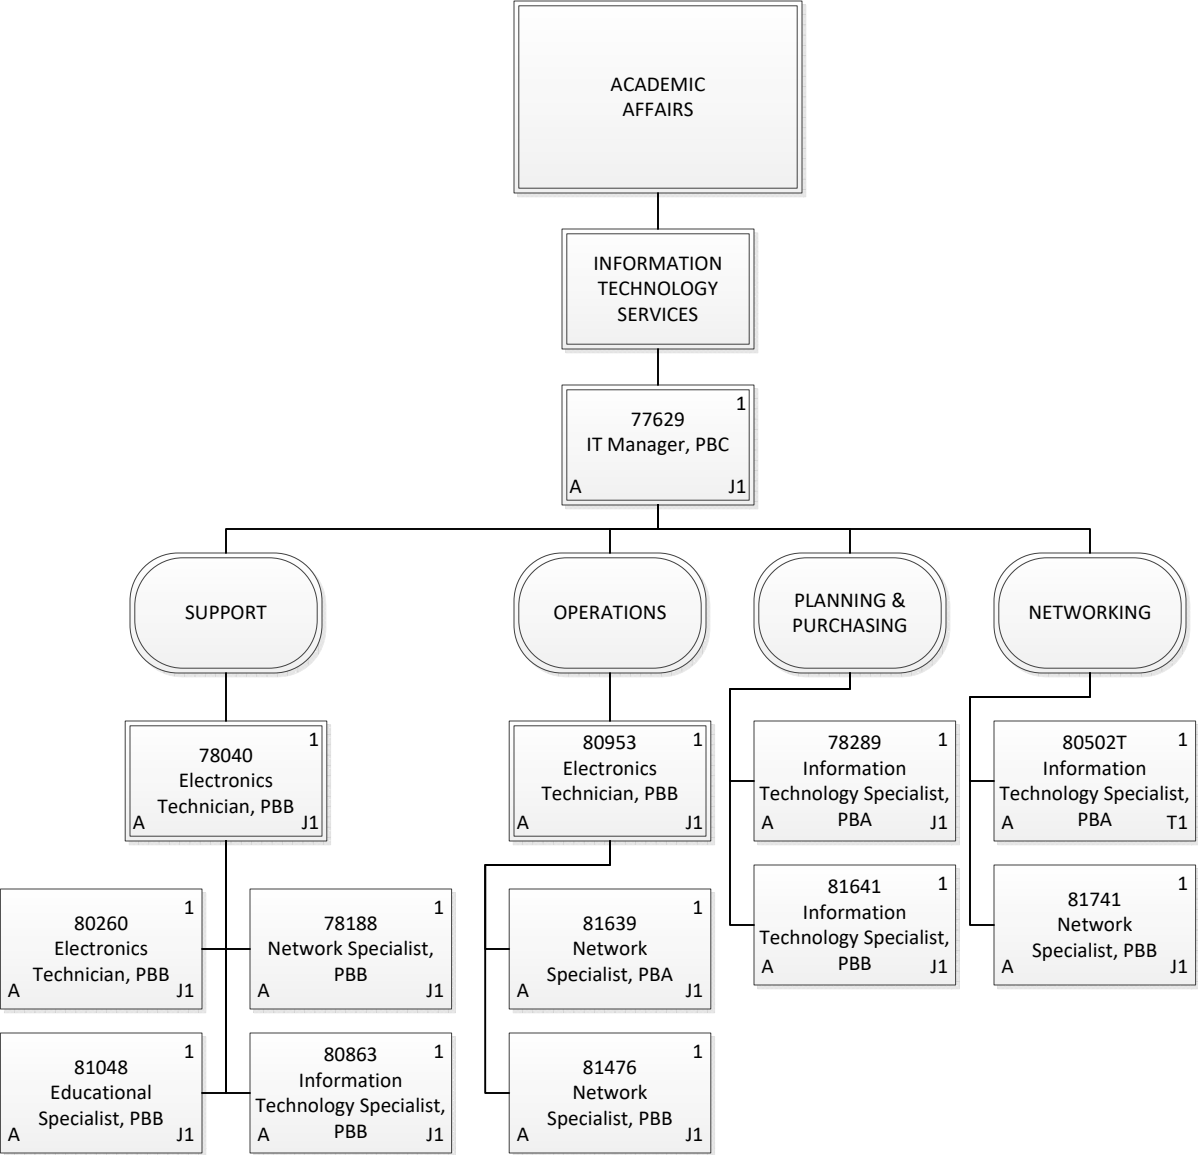 ACADEMIC
AFFAIRS
INFORMATION
TECHNOLOGY
SERVICES
1
77629
IT Manager, PBC
A J1
SUPPORT
OPERATIONS
PLANNING &
PURCHASING
NETWORKING
1
78040
Electronics
Technician, PBB
A J1
1
80260
Electronics
Technician, PBB
A J1
1
78188
Network Specialist,
PBB
A J1
1
81048
Educational
Specialist, PBB
A J1
1
80863
Information
Technology Specialist,
PBB
A J1
1
80953
Electronics
Technician, PBB
A J1
1
81639
Network
Specialist, PBA
A J1
1
81476
Network
Specialist, PBB
A J1
1
78289
Information
Technology Specialist,
PBA
A J1
1
81641
Information
Technology Specialist,
PBB
A J1
1
80502T
Information
Technology Specialist,
PBA
A T1
1
81741
Network
Specialist, PBB
A J1